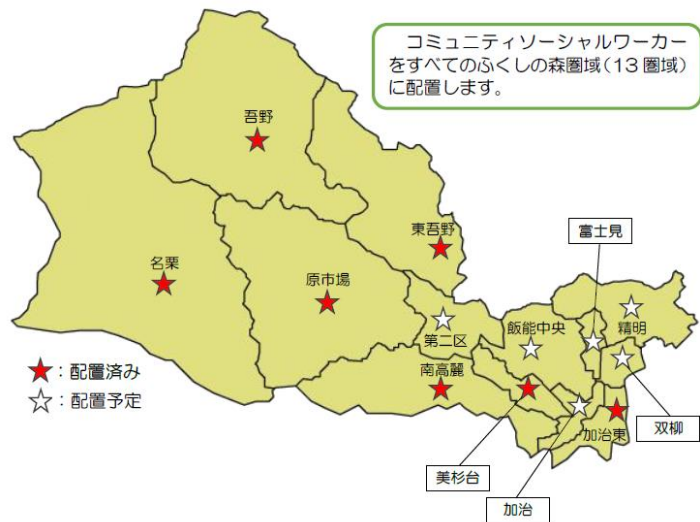 コミュニティソーシャルワーカー
をすべてのふくしの森圏域(13 圏域)
に配置します。
吾野
東吾野
富士見
名栗
原市場
飯能中央
精明
第二区
：配置済み
南高麗
：配置予定
双柳
加治東
美杉台
加治